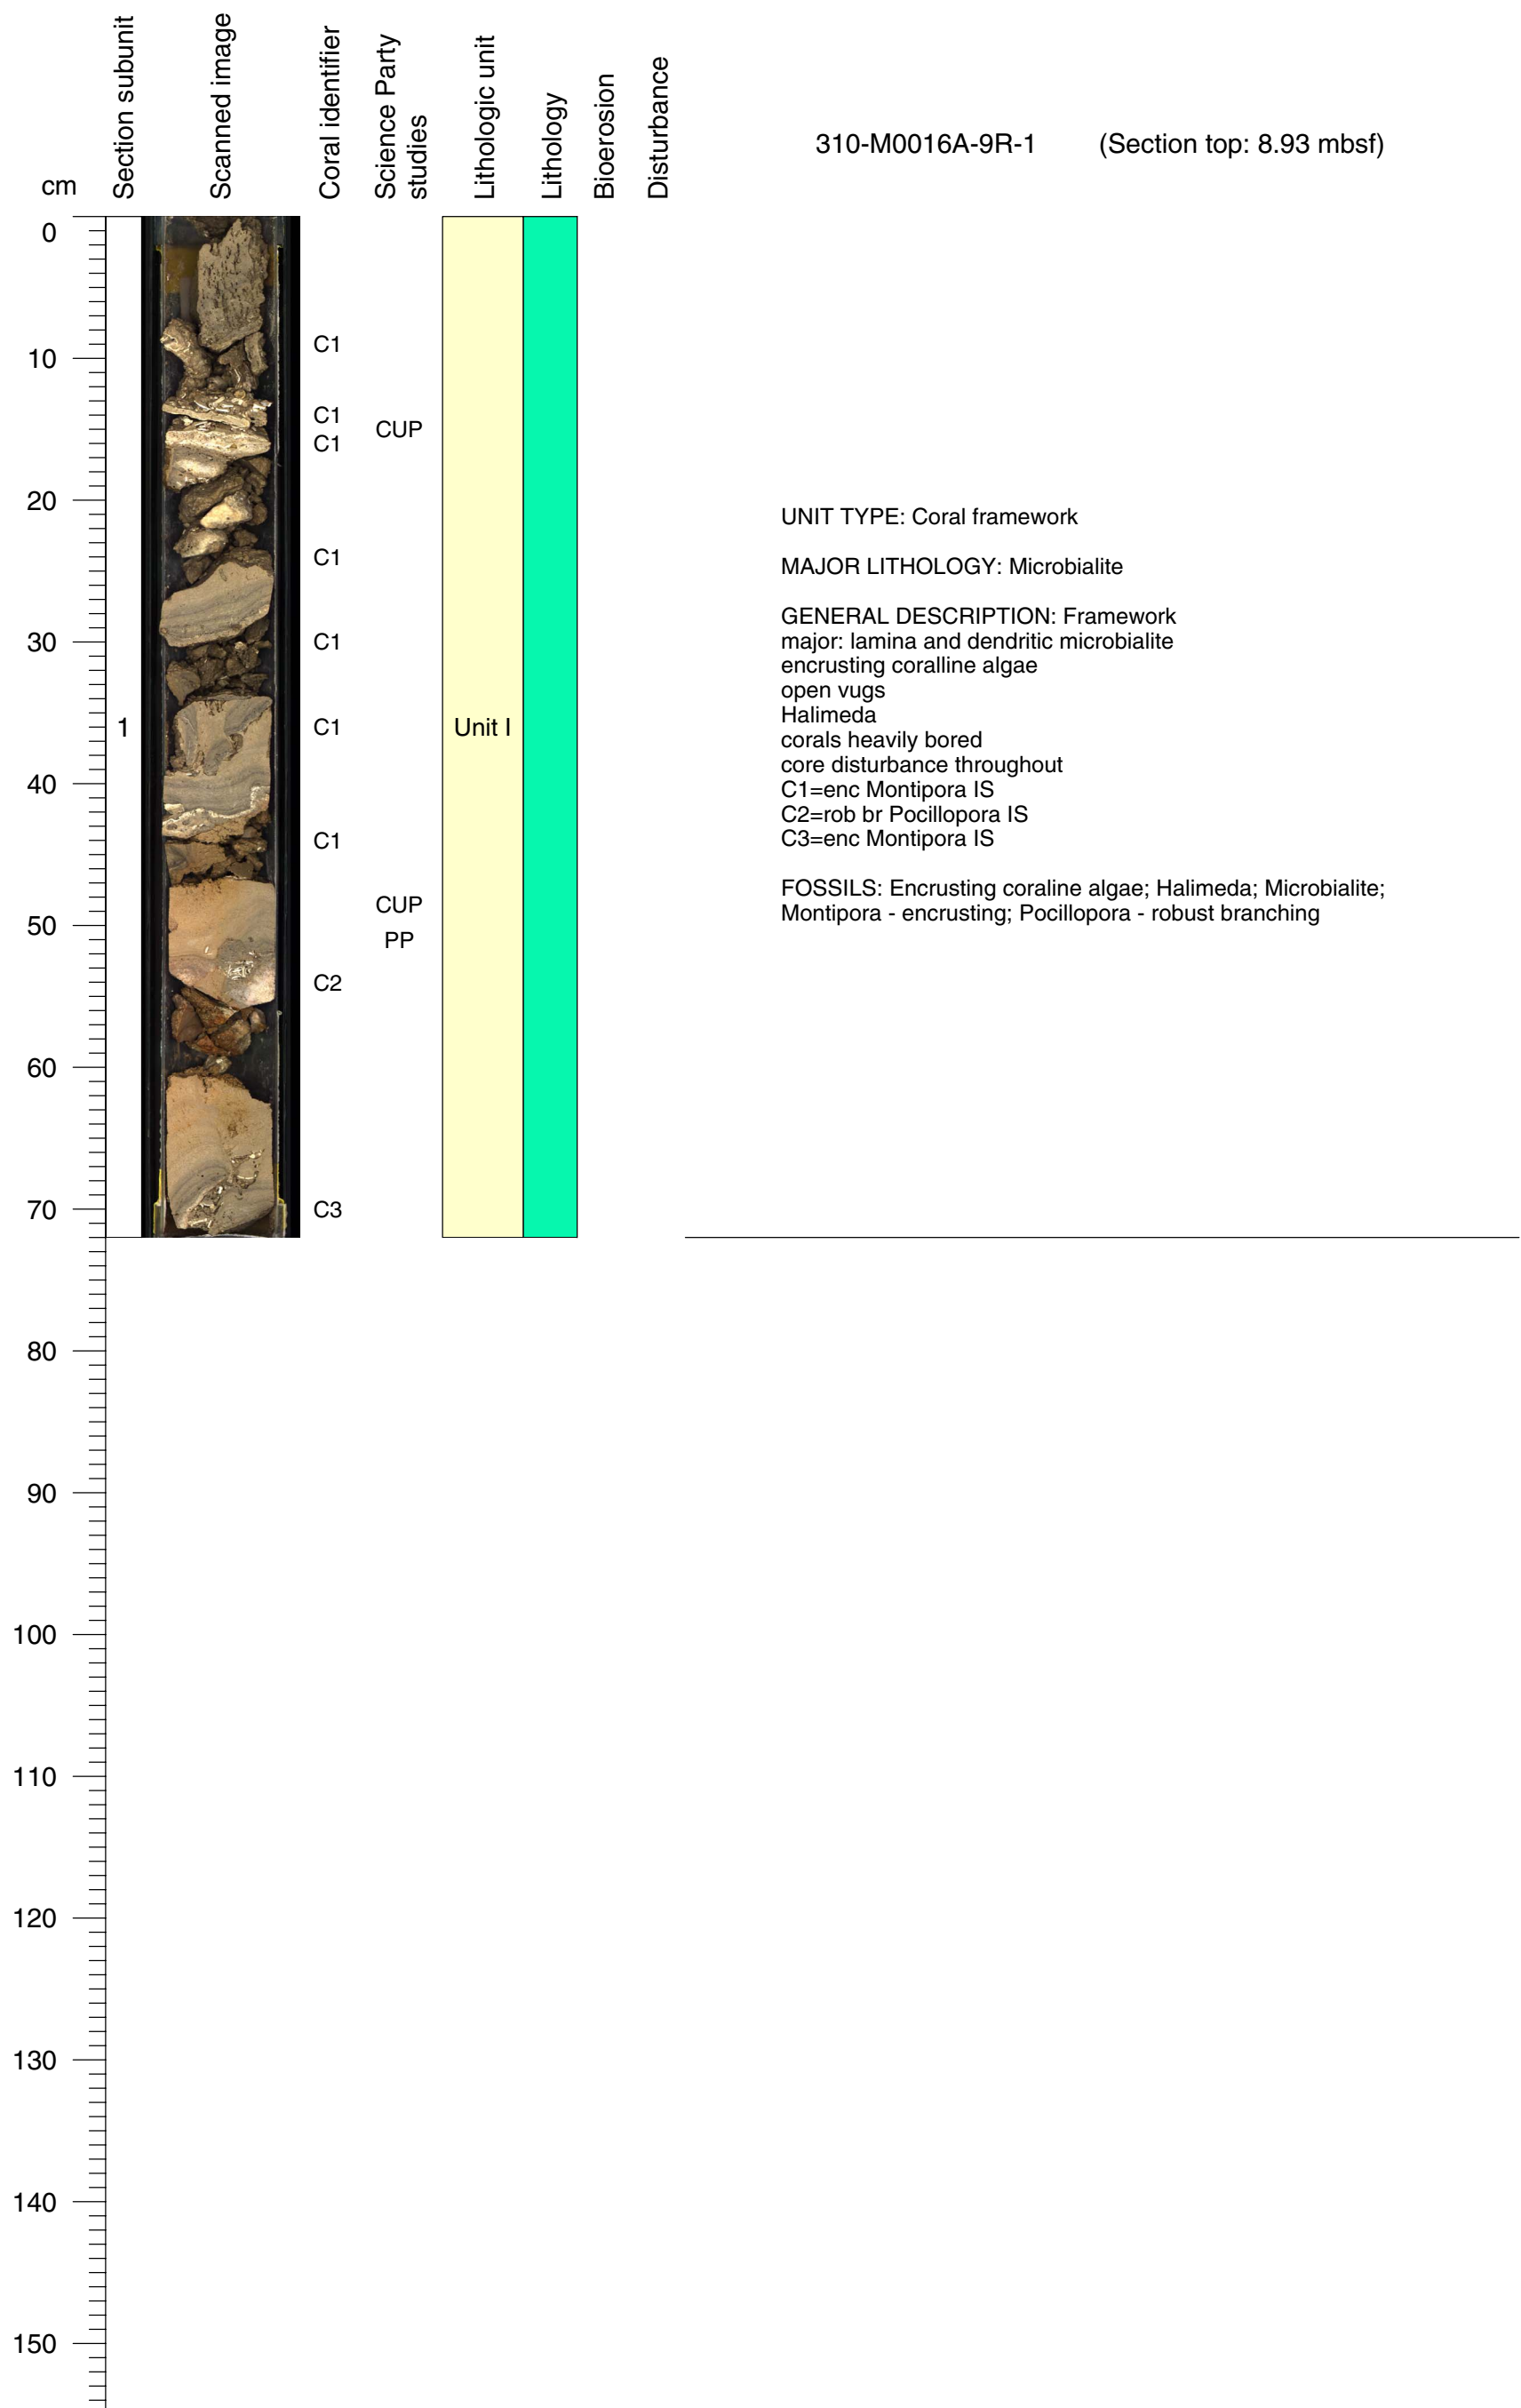 Section subunit
Scanned image
Coral identifier
Science Party
studies
Lithologic unit
Lithology
Bioerosion
Disturbance
310-M0016A-9R-1 (Section top: 8.93 mbsf)
cm
0
C1
10
C1
CUP
C1
20
UNIT TYPE: Coral framework
C1
MAJOR LITHOLOGY: Microbialite
GENERAL DESCRIPTION: Framework
30
C1
major: lamina and dendritic microbialite
encrusting coralline algae
open vugs
Halimeda
1
C1
Unit I
corals heavily bored
core disturbance throughout
40
C1=enc Montipora IS
C2=rob br Pocillopora IS
C1
C3=enc Montipora IS
FOSSILS: Encrusting coraline algae; Halimeda; Microbialite;
CUP
Montipora - encrusting; Pocillopora - robust branching
50
PP
C2
60
70
C3
80
90
100
110
120
130
140
150